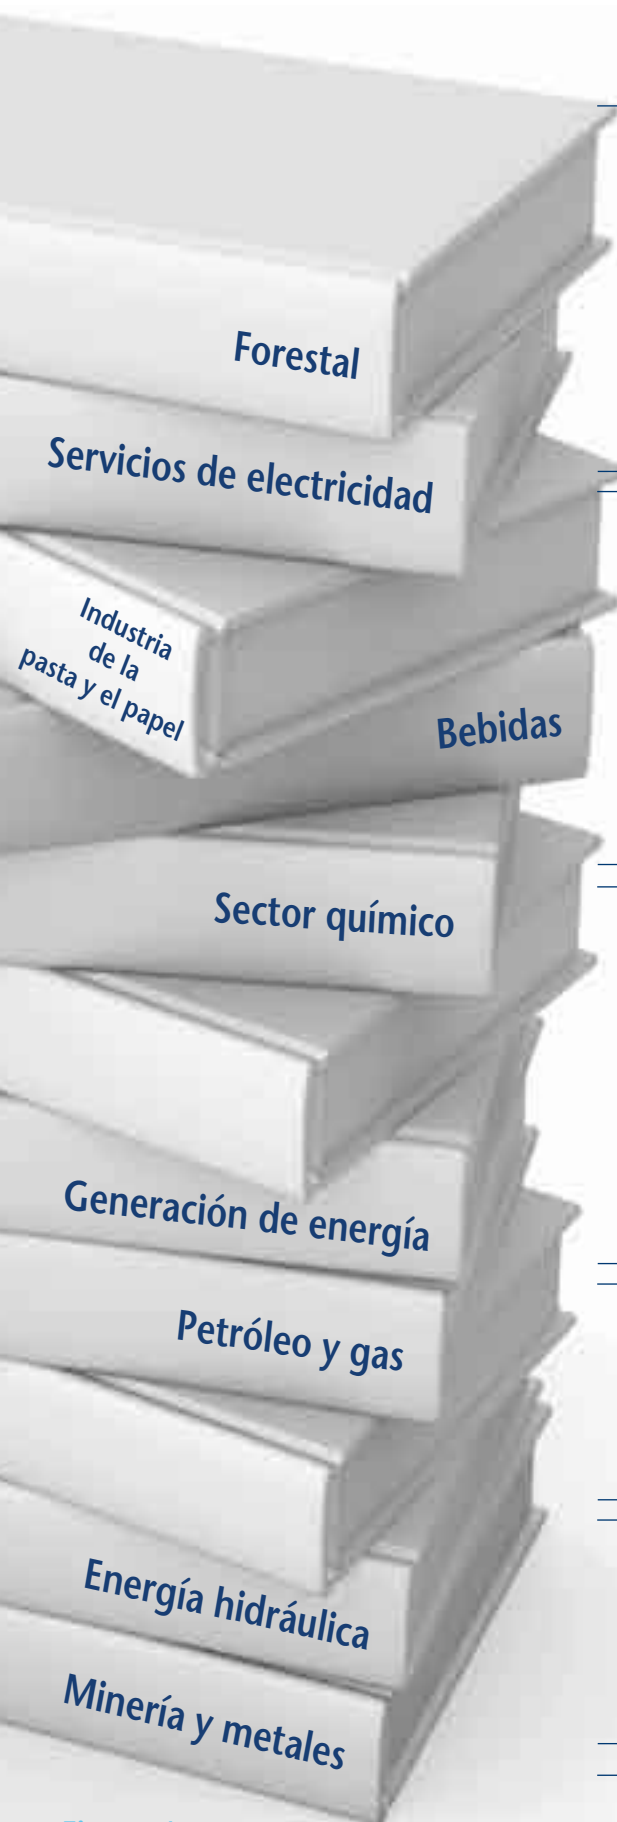 Forestal
Servicios de electricidad
Industria
de la
pasta y el papel
Bebidas
Sector químico
Generación de energía
Petróleo y gas
Energía hidráulica
Minería y metales